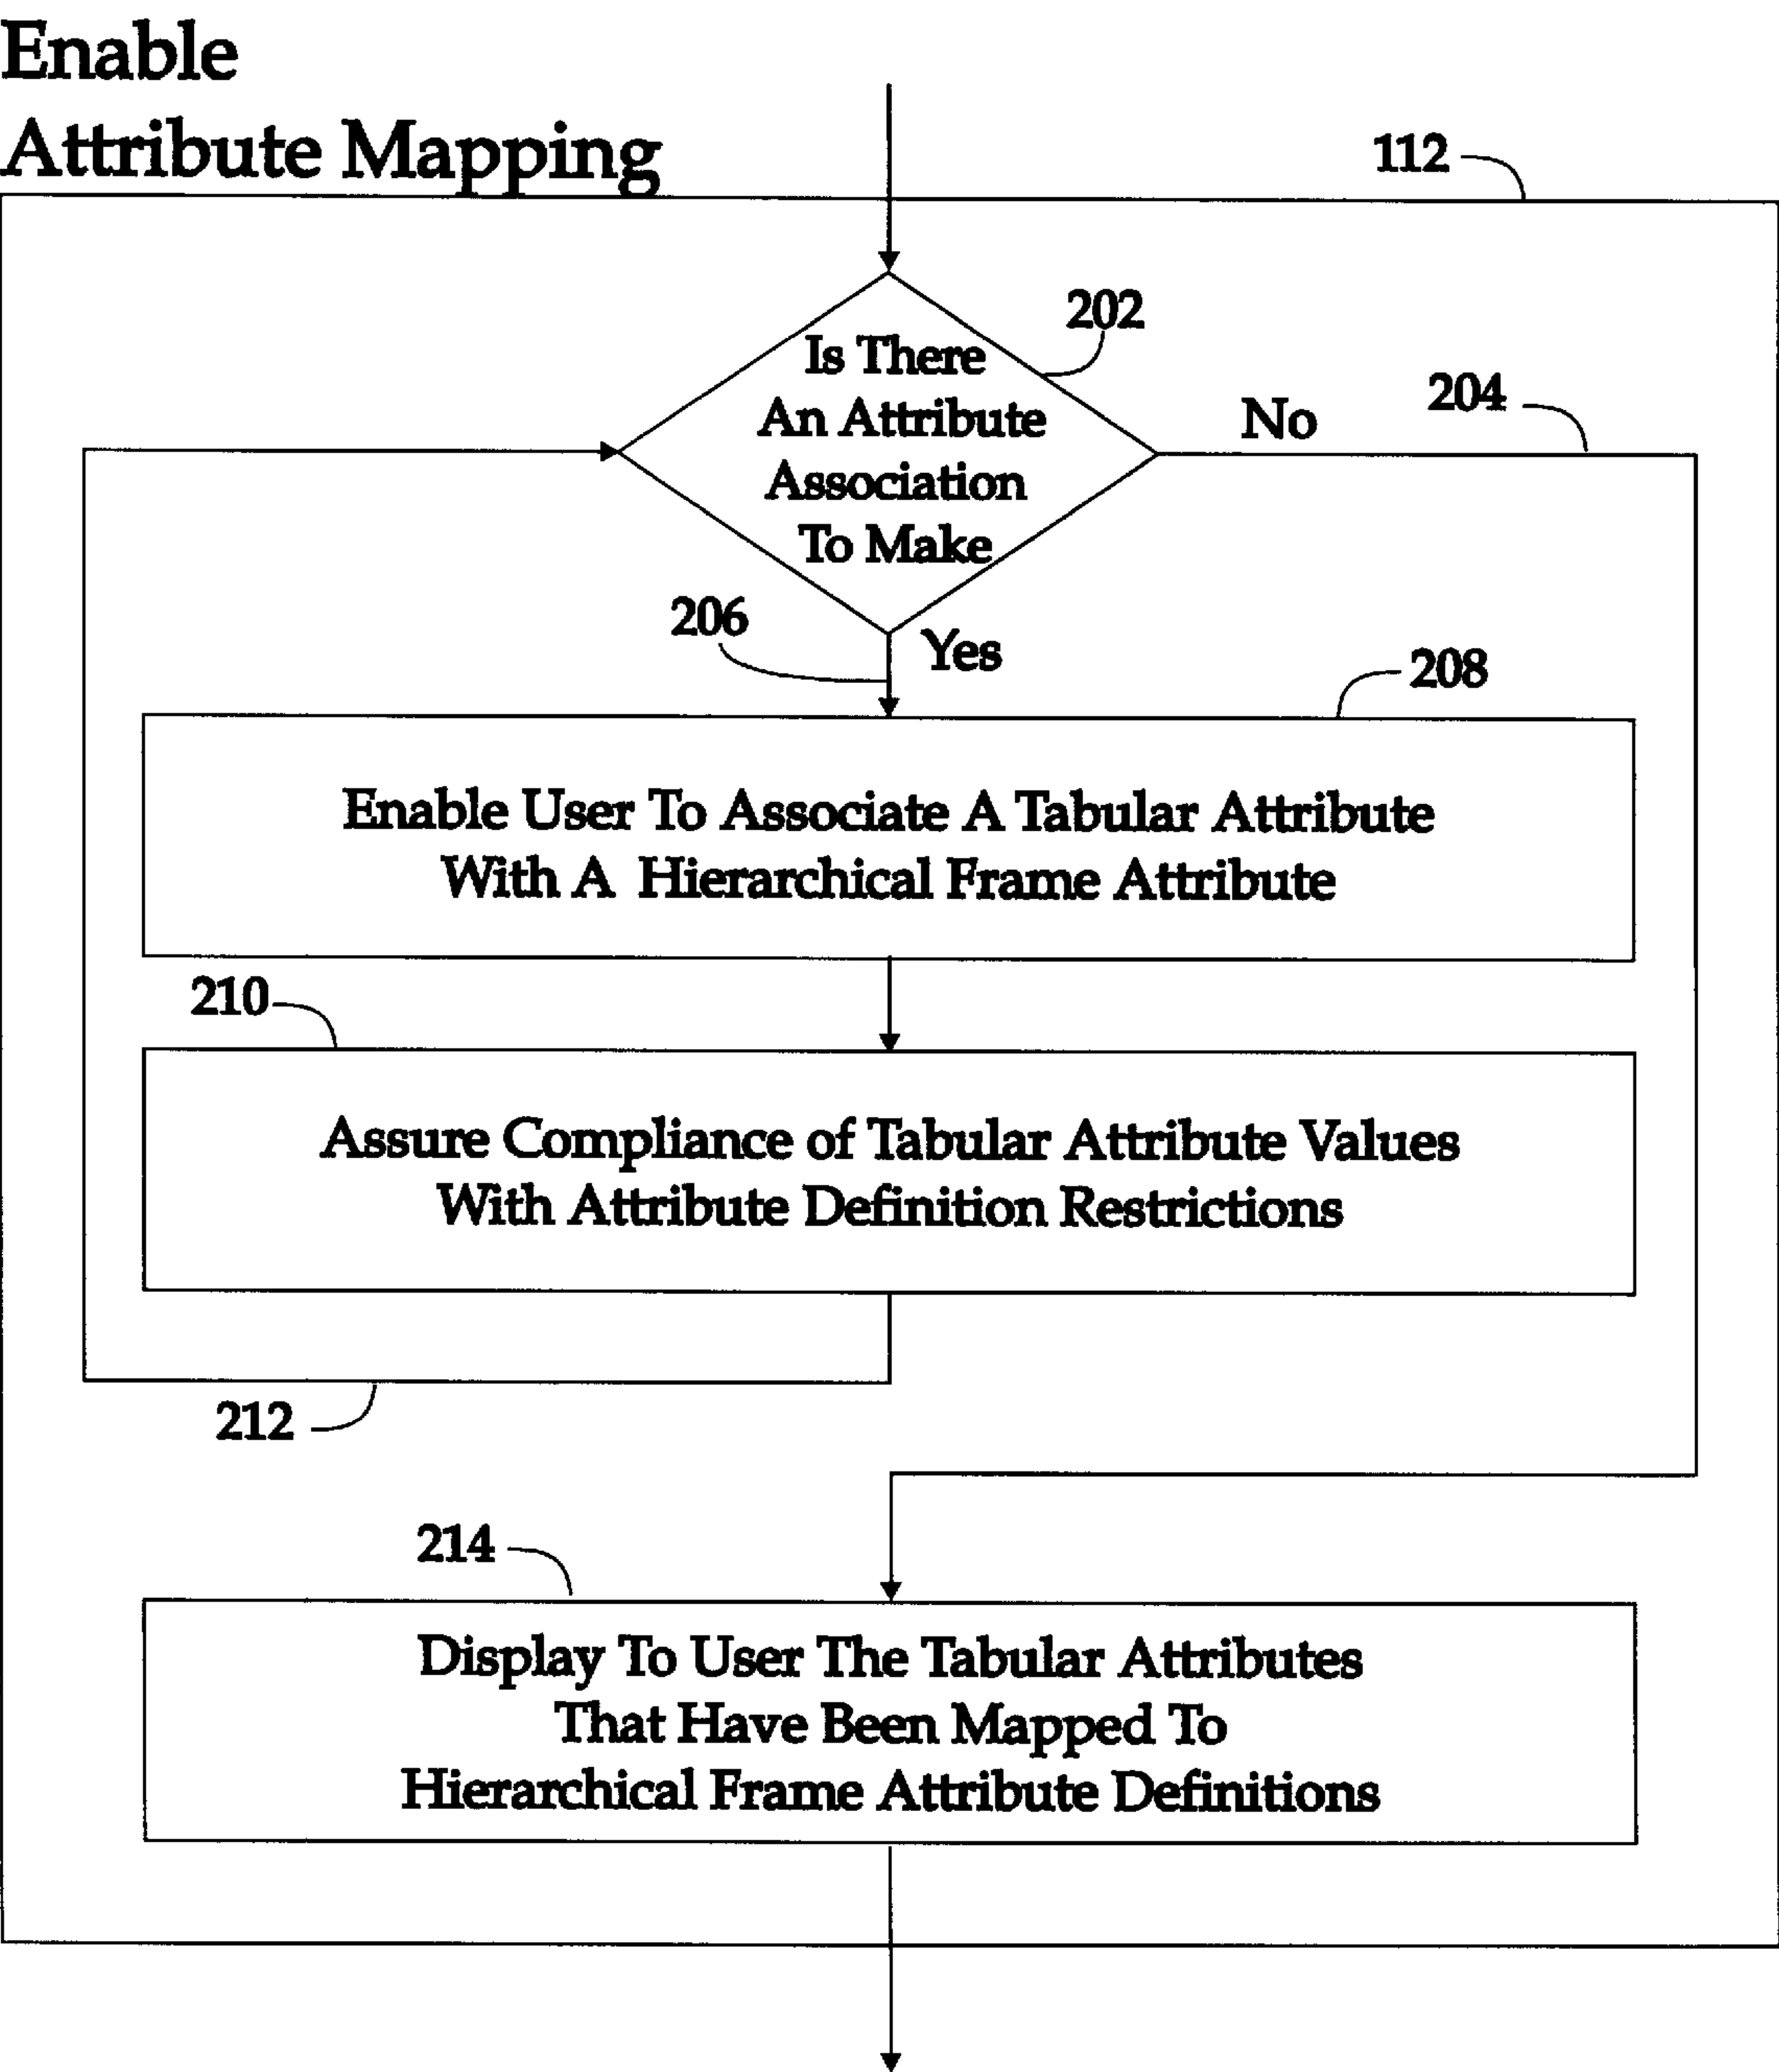 Enable
Attribute Mapping
112
202
Is There
An Attribute
Association
To Make
204
No
206
Yes
208
Enable User To Associate A Tabular Attribute
With A Hierarchical Frame Attribute
210
Assure Compliance of Tabular Attribute Values
With Attribute Definition Restrictions
212
214
Display To User The Tabular Attributes
That Have Been Mapped To
Hierarchical Frame Attribute Definitions